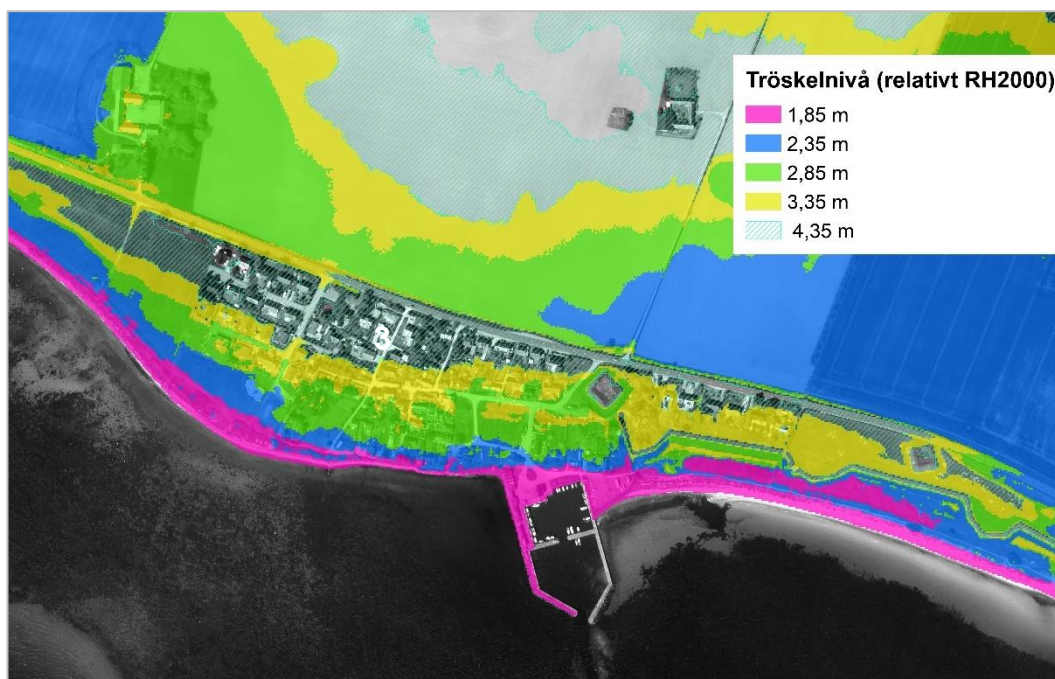 Tröskelnivå (relativt RH2000)
1,85 m
2,35 m
2,85 m
3,35 m
4,35 m